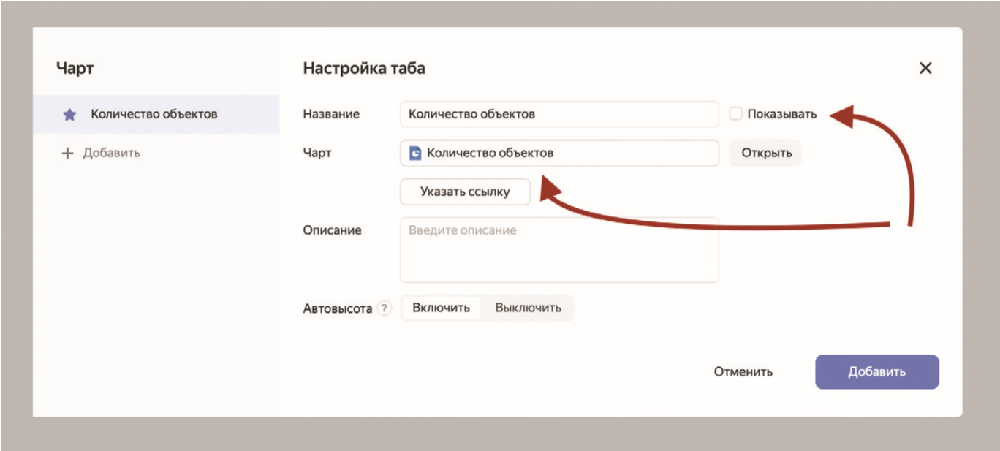 Чарт
Количество объектов
Добавить
Настройка таба
Название
Количество объектов
Показывать
Чарт
Количество объектов
Открыть
Указать ссылку
Описание
Введите описание
Автовысота ?
Включить
Выключить
Отменить
Добавить